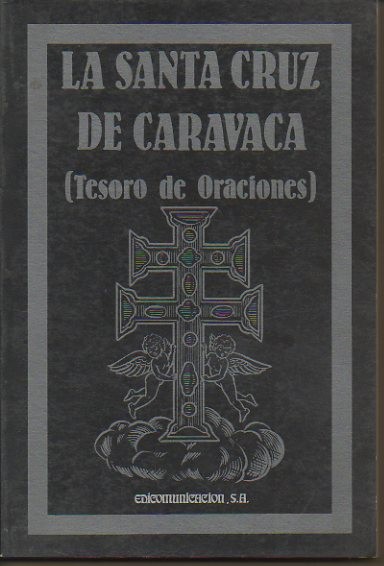 LA SANTA CRUZ
DE CARAVACA
(Tesoro de Oraciones)
EDICOMUNICACION, S.A.